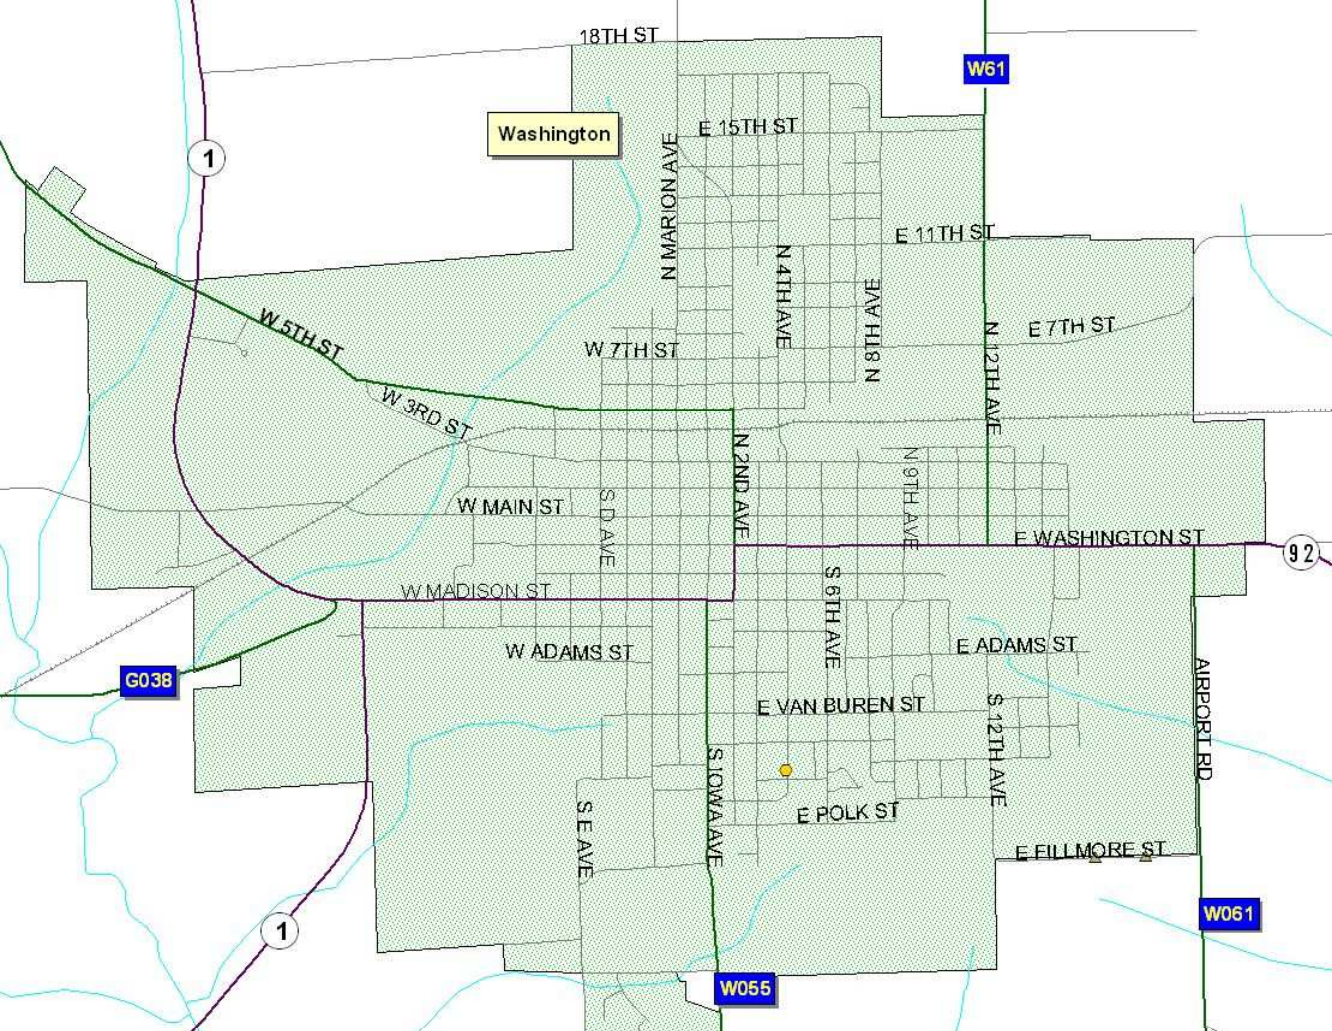 18TH ST
W61
Washington
E 15TH ST
1
N MARION AVE
E 11TH ST
N 4TH AVE
N 8TH AVE
W 5TH ST
E 7TH ST
N 12TH AVE
W 7TH ST
W 3RD ST
N 2ND AVE
N 9TH AVE
S D AVE
W MAIN ST
E WASHINGTON ST
92
W MADISON ST
S 6TH AVE
W ADAMS ST
E ADAMS ST
G038
AIRPORT RD
E VAN BUREN ST
S 12TH AVE
S IOWA AVE
S E AVE
E POLK ST
E FILLMORE ST
1
W061
W055